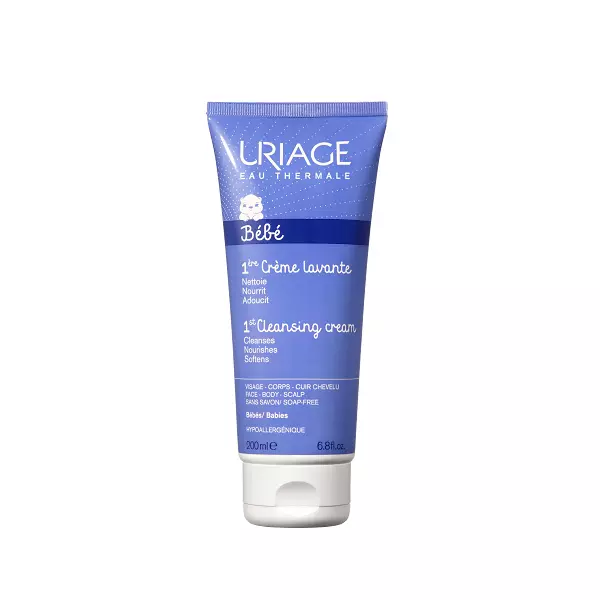 URIAGE
EAU THERMALE
Bébé
1ère Crème lavante
Nettoie
Nourrit
Adoucit
1st Cleansing cream
Cleanses
Nourishes
Softens
VISAGE - CORPS - CUIR CHEVELU
FACE - BODY - SCALP
SANS SAVON/ SOAP-FREE
Bébés/ Babies
HYPOALLERGÉNIQUE
200ml e 6.8fl.oz.